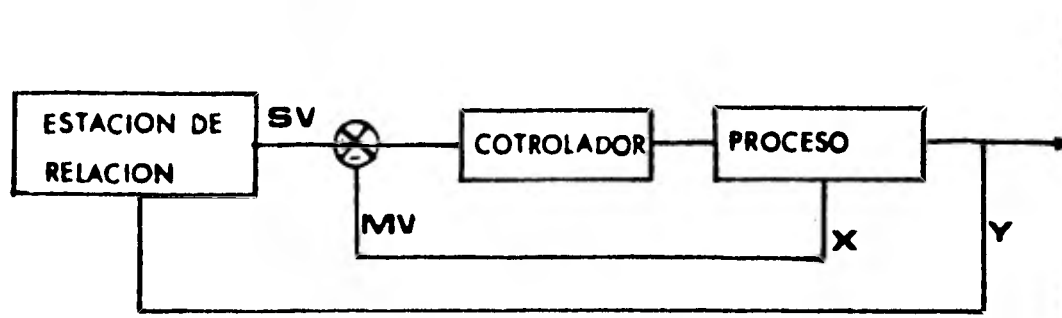 ESTACION DE
RELACION
SV
-
COTROLADOR
PROCESO
MV
X
Y